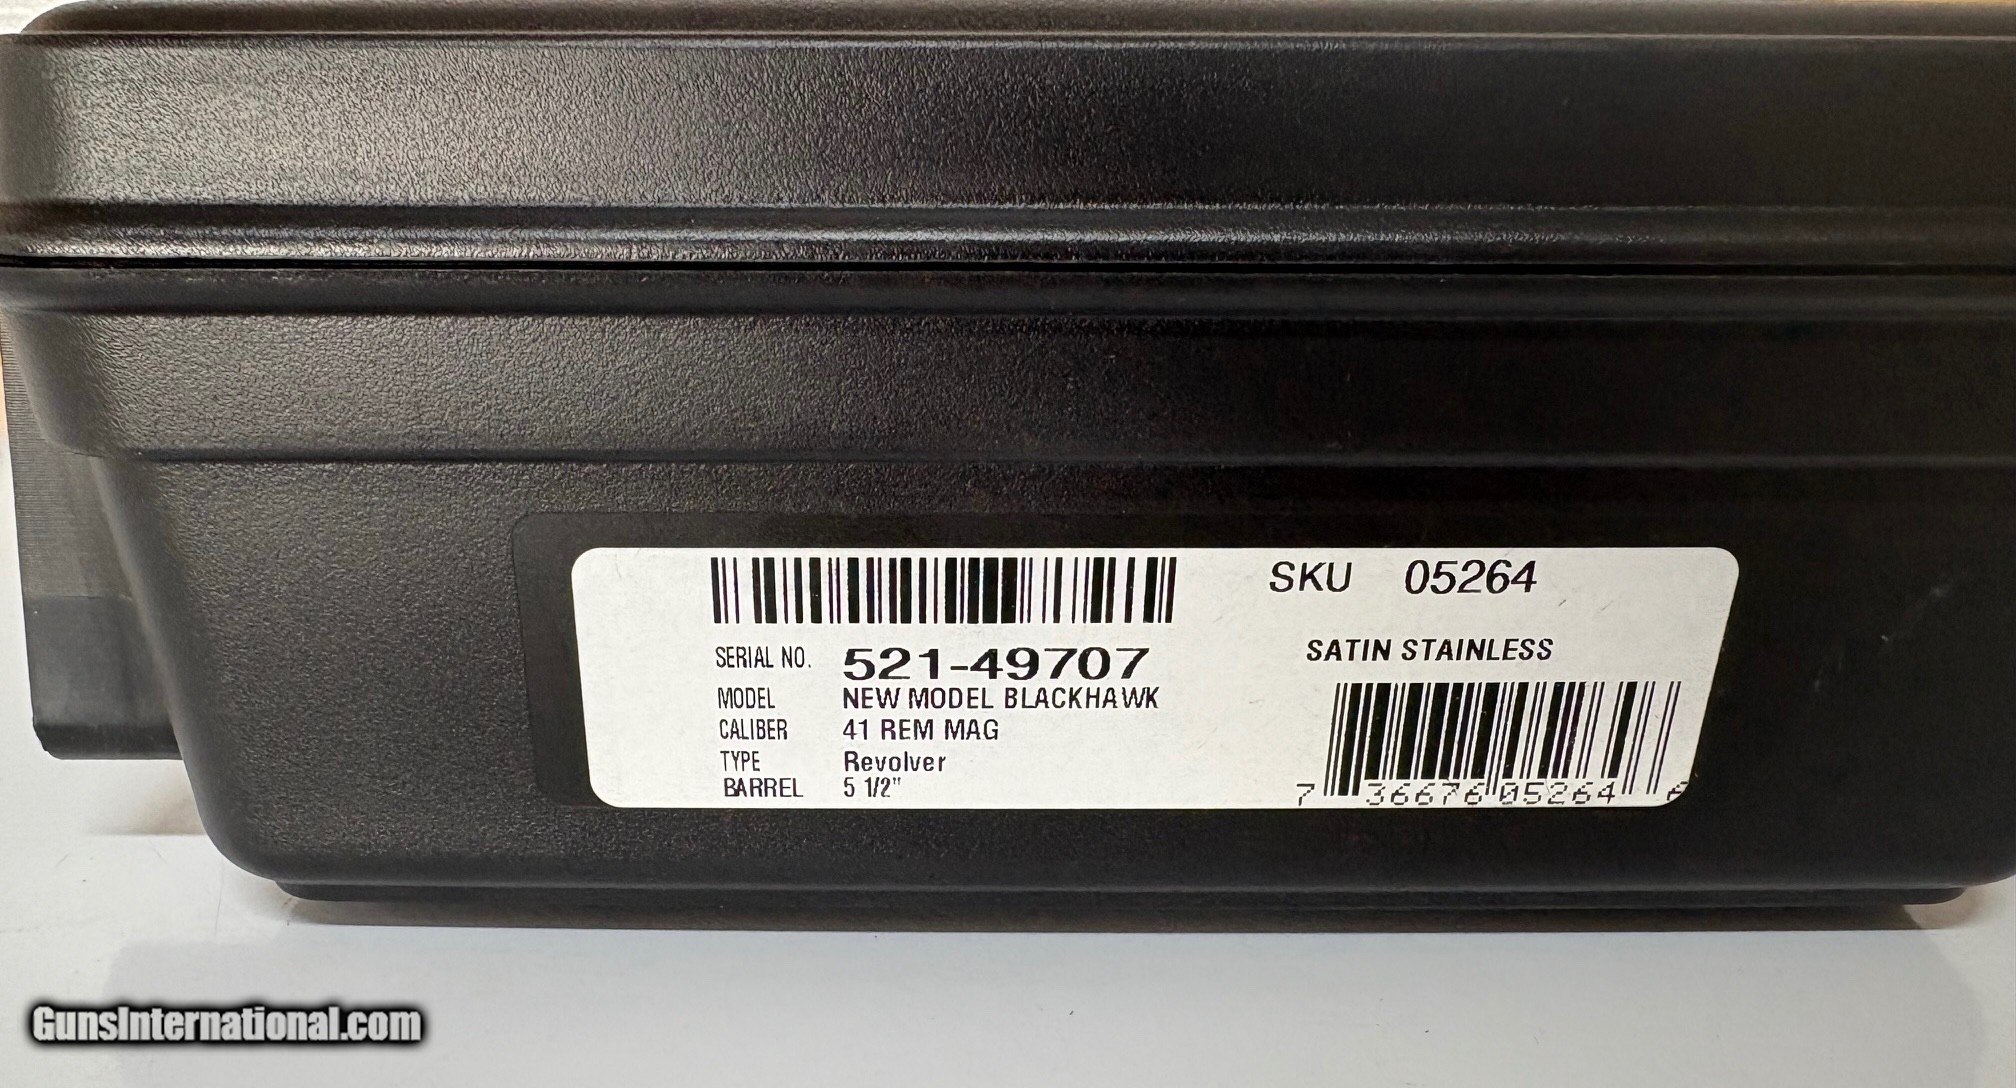 SKU 05264
SERIAL NO. 521-49707
SATIN STAINLESS
MODEL NEW MODEL BLACKHAWK
CALIBER 41 REM MAG
TYPE Revolver
BARREL 5 1/2"
7 36676 05264 6
GunsInternational.com